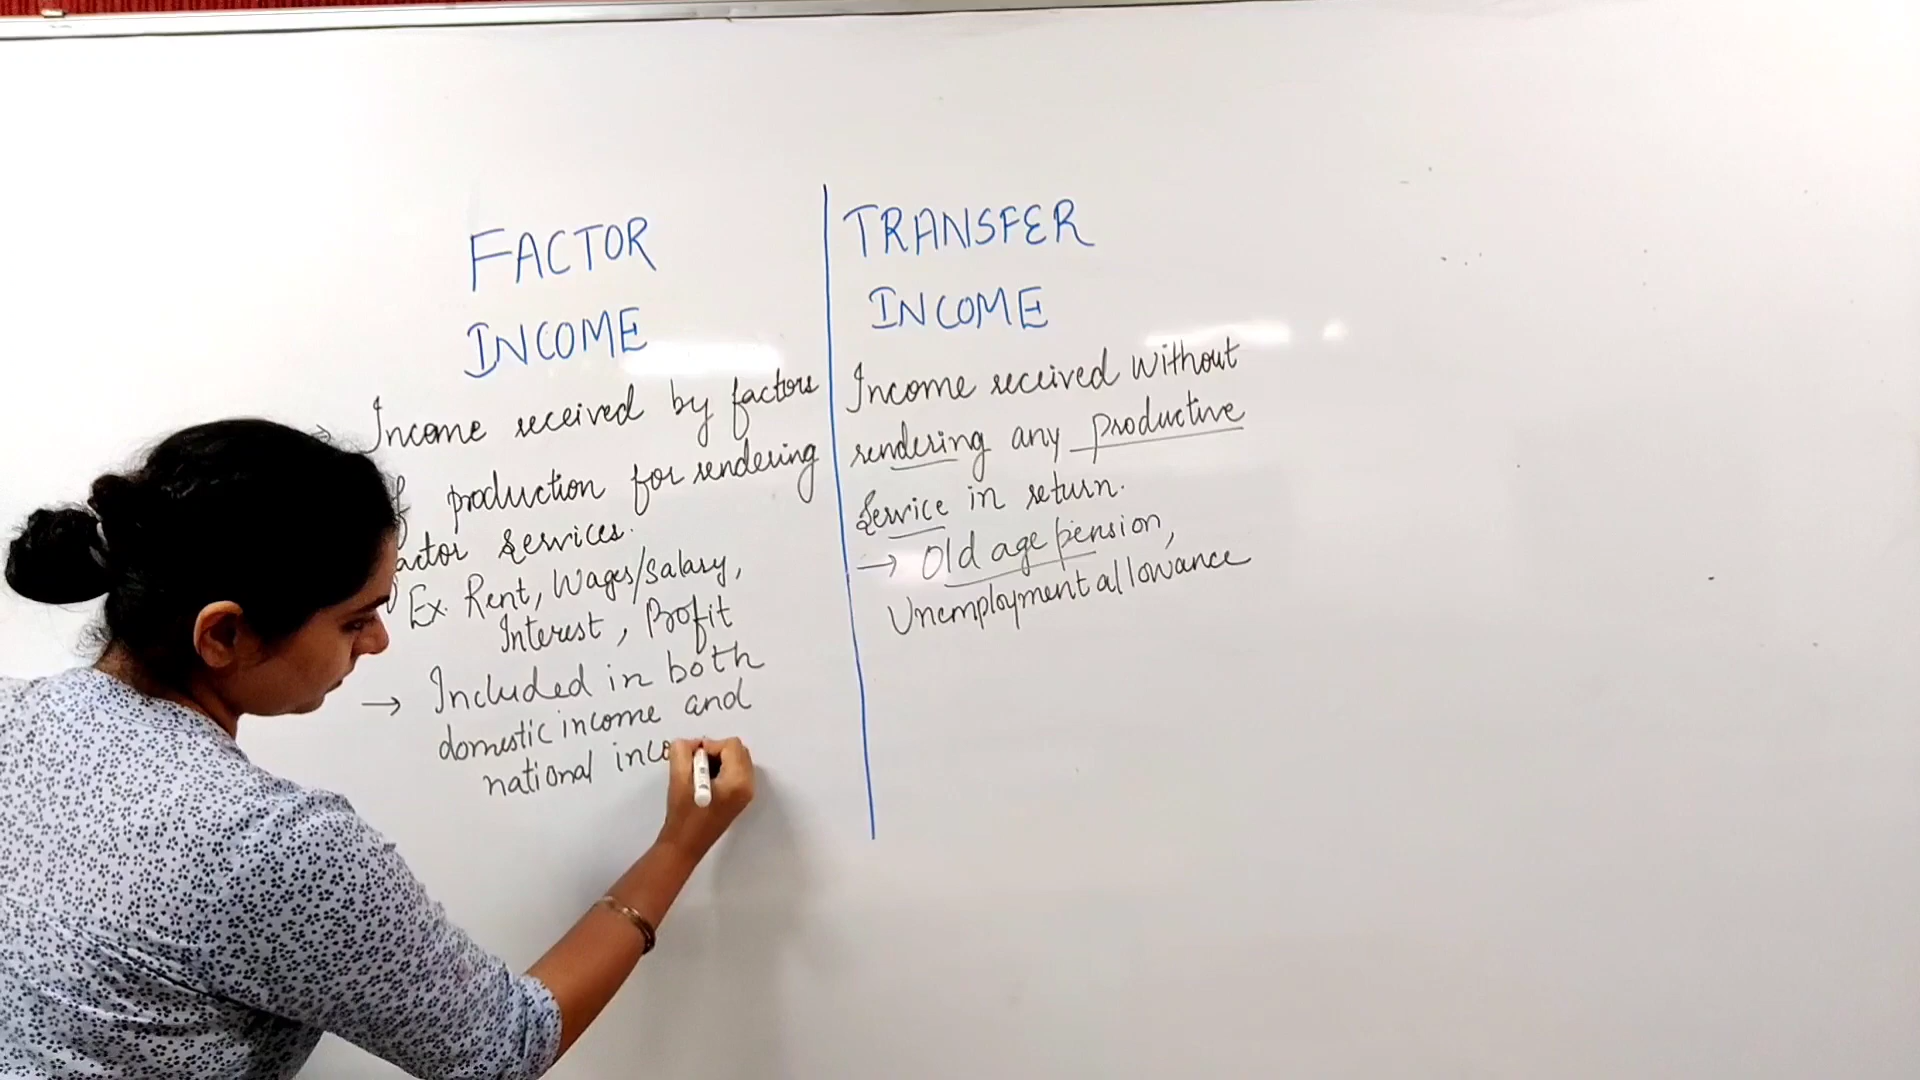 FACTOR
INCOME
→ Income received by factors
production for rendering
actor services.
Ex. Rent, Wages/Salary,
Interest, Profit
→ Included in both
domestic income and
national inco
TRANSFER
INCOME
Income received without
rendering any productive
service in return.
→ Old age pension,
Unemployment allowance